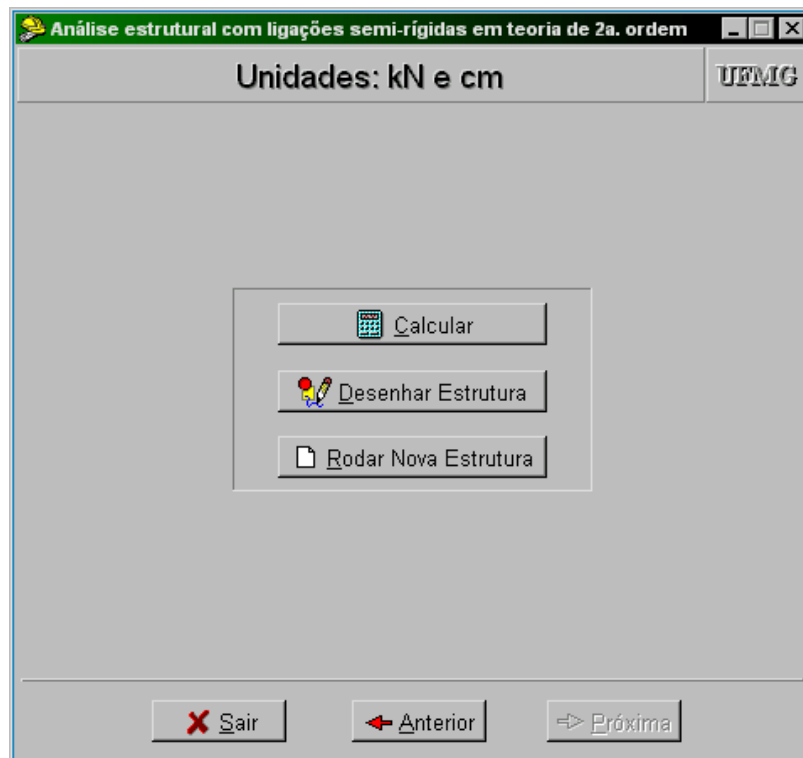 Análise estrutural com ligações semi-rígidas em teoria de 2a. ordem
Unidades: kN e cm
UFMG
Calcular
Desenhar Estrutura
Rodar Nova Estrutura
Sair
Anterior
Próxima